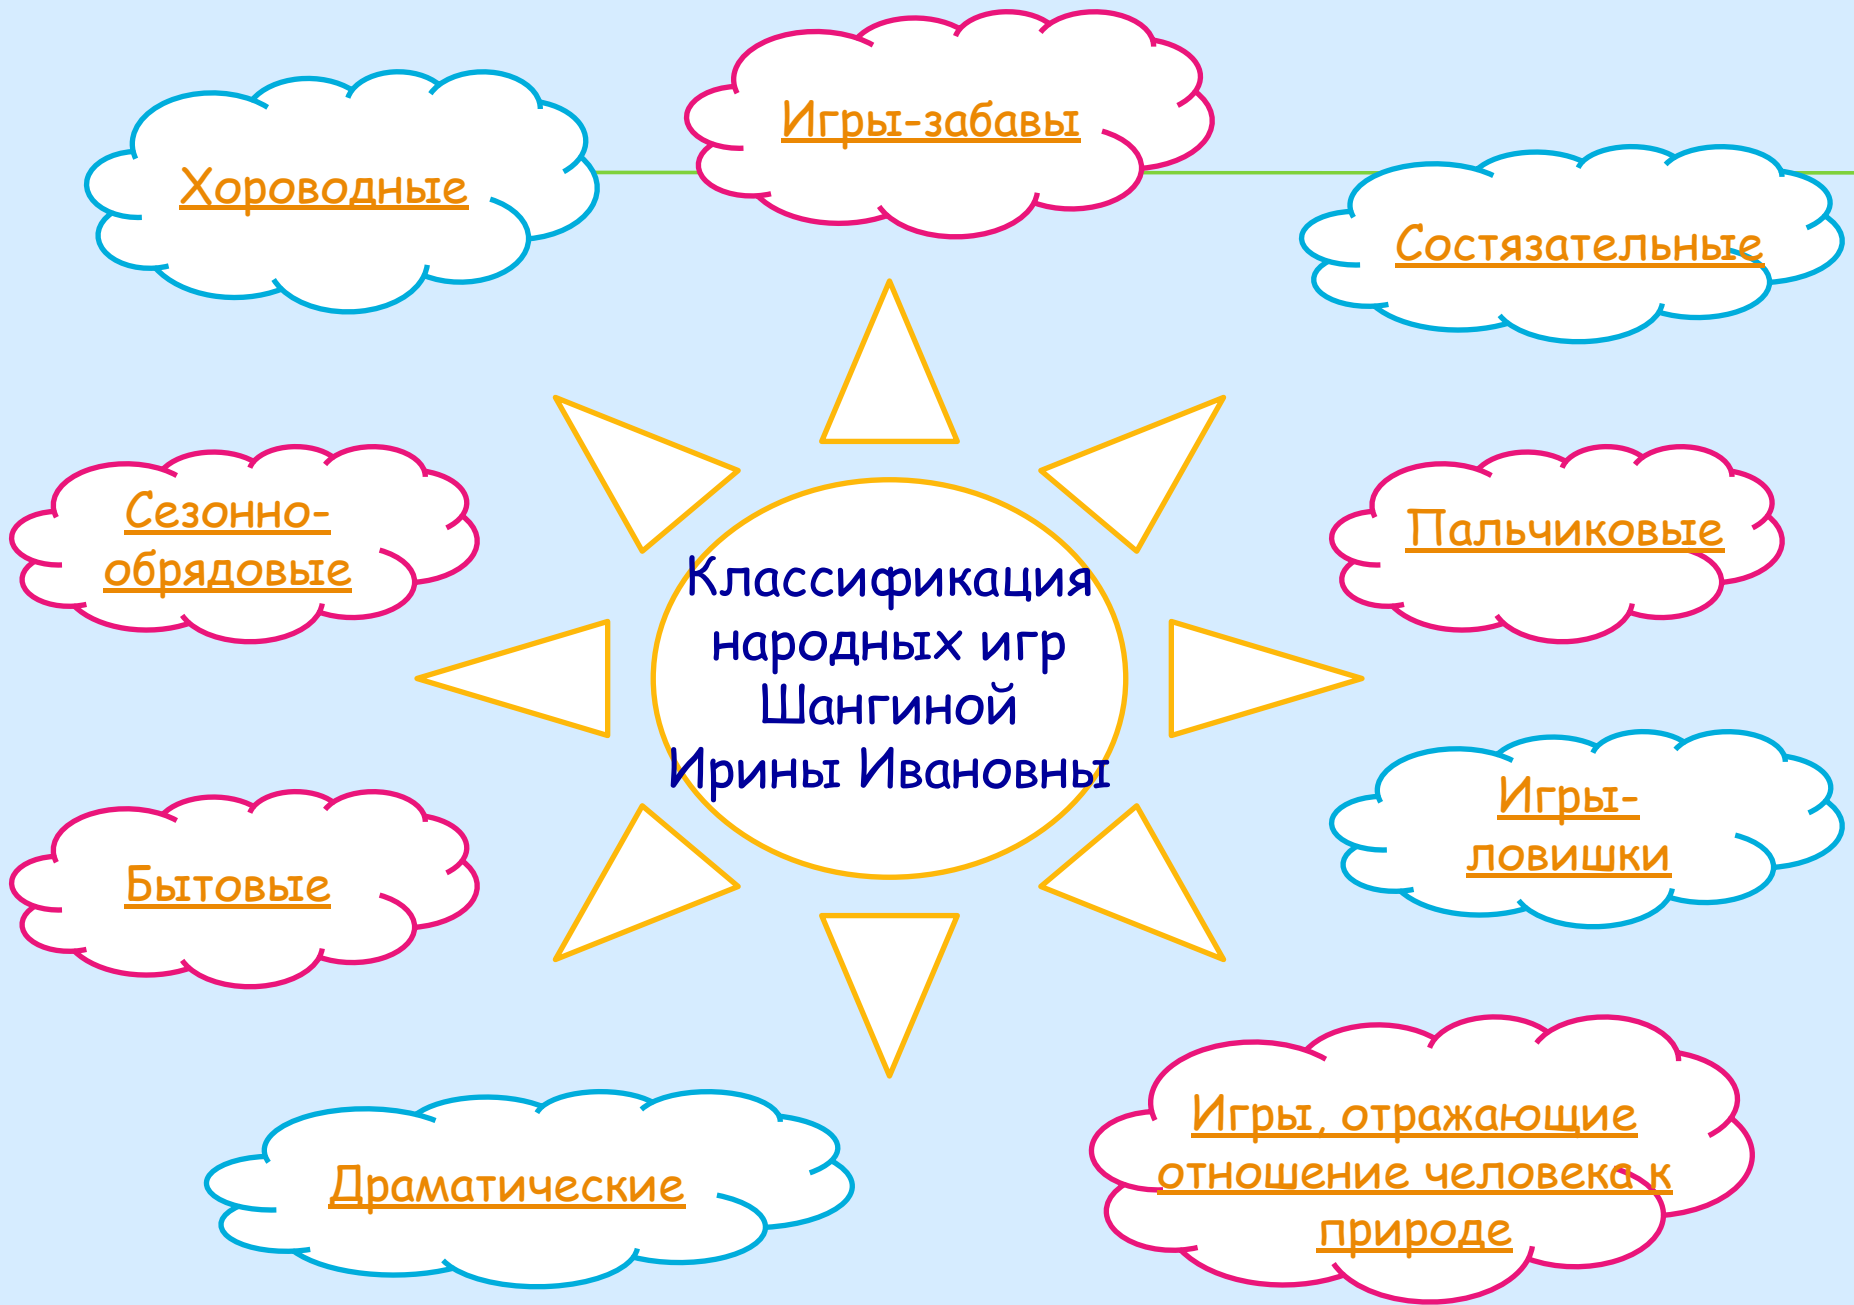 Игры-забавы
Хороводные
Состязательные
Сезонно-
обрядовые
Пальчиковые
Классификация
народных игр
Шангиной
Ирины Ивановны
Игры-
ловишки
Бытовые
Игры, отражающие
отношение человека к
природе
Драматические